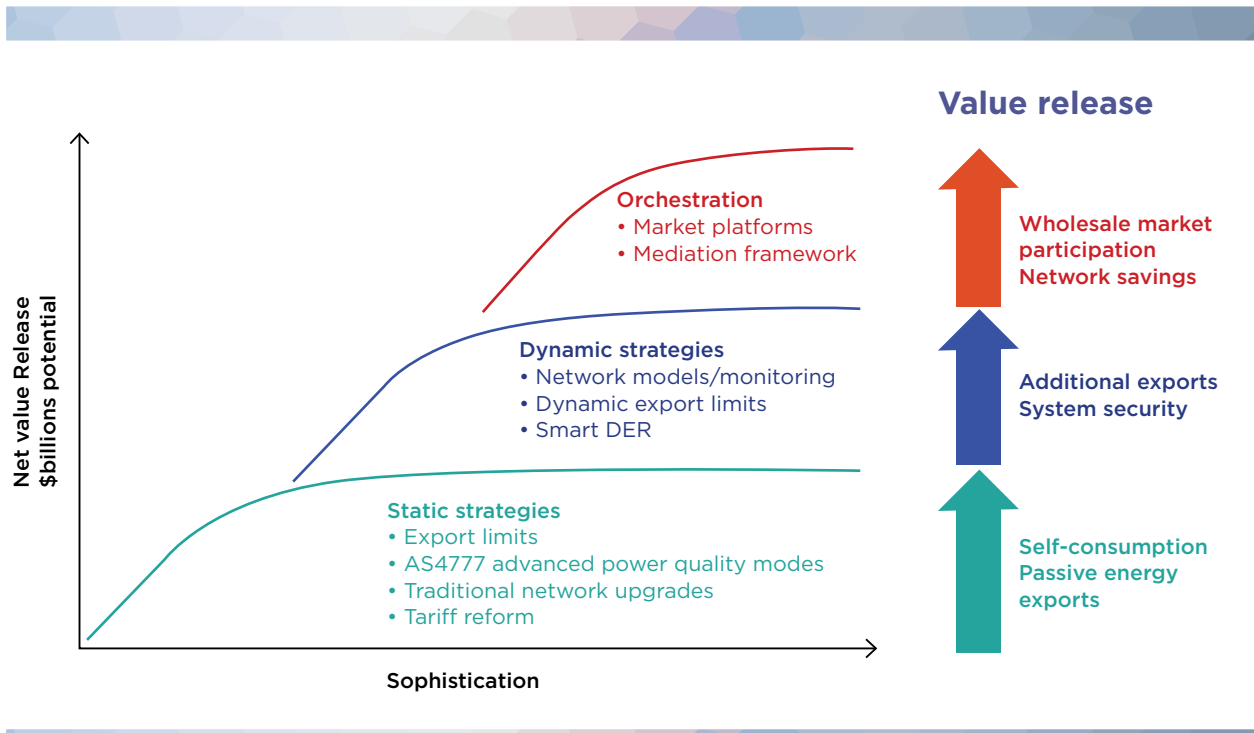 Value release
Net value Release
$billions potential
Orchestration
• Market platforms
• Mediation framework
Wholesale market
participation
Network savings
Dynamic strategies
• Network models/monitoring
• Dynamic export limits
• Smart DER
Additional exports
System security
Static strategies
• Export limits
• AS4777 advanced power quality modes
• Traditional network upgrades
• Tariff reform
Self-consumption
Passive energy
exports
Sophistication